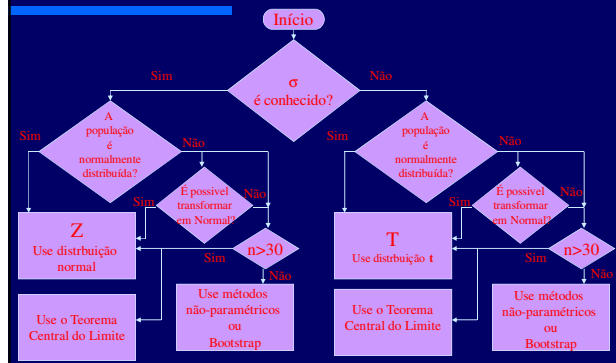 Início
σ
é conhecido?
Sim
Não
A
população
é
normalmente
distribuída?
Sim
Não
É possivel
transformar
em Normal?
Sim
Não
Z
Use distrbuição
normal
n>30
Sim
Não
Use o Teorema
Central do Limite
Use métodos
não-paramétricos
ou
Bootstrap
A
população
é
normalmente
distribuída?
Sim
Não
É possivel
transformar
em Normal?
Sim
Não
T
Use distrbuição t
n>30
Sim
Não
Use o Teorema
Central do Limite
Use métodos
não-paramétricos
ou
Bootstrap